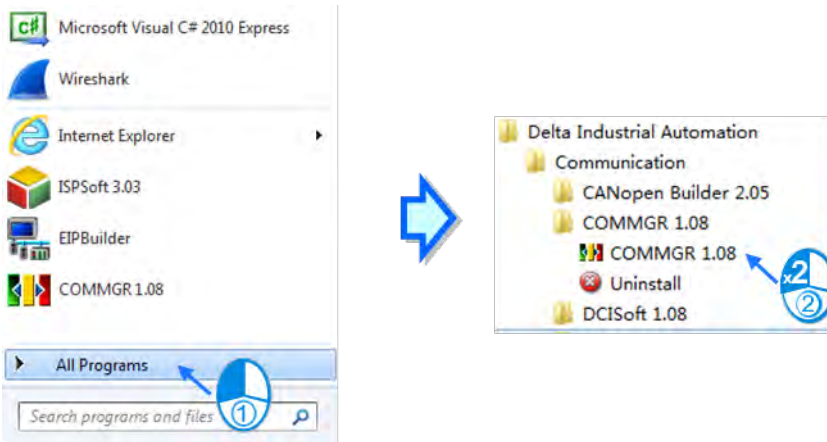 C#
Microsoft Visual C# 2010 Express
Wireshark
Internet Explorer
ISPSoft 3.03
EIPBuilder
COMMGR 1.08
All Programs
①
Search programs and files
Delta Industrial Automation
Communication
CANopen Builder 2.05
COMMGR 1.08
COMMGR 1.08
x2
②
Uninstall
DCISoft 1.08